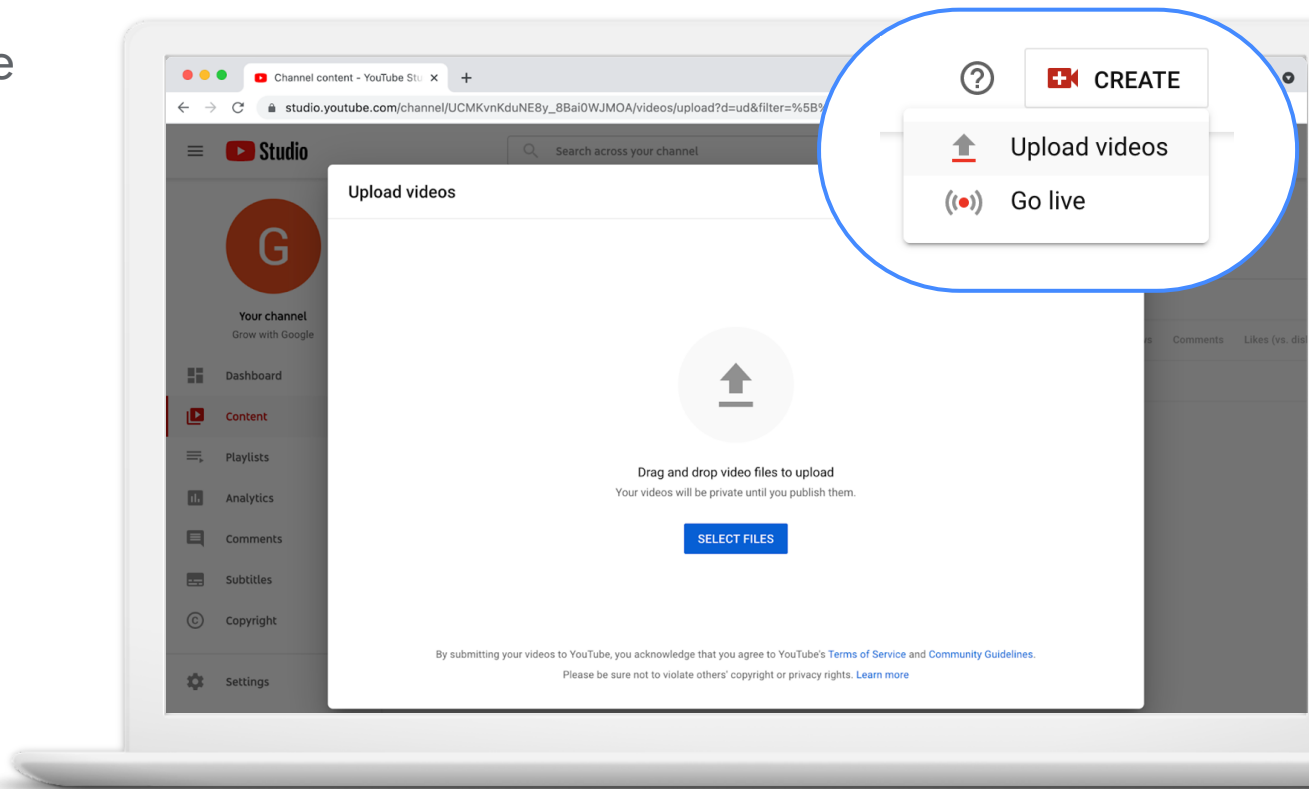 e
Channel content - YouTube Stu
studio.youtube.com/channel/UCMKvnKduNE8y_8Bai0WJMOA/videos/upload?d=ud&filter=%5B%
CREATE
Upload videos
Go live
Studio
Search across your channel
Upload videos
G
Your channel
Grow with Google
Dashboard
Content
Playlists
Analytics
Comments
Subtitles
Copyright
Settings
Comments
Likes (vs. dis
Drag and drop video files to upload
Your videos will be private until you publish them.
SELECT FILES
By submitting your videos to YouTube, you acknowledge that you agree to YouTube's Terms of Service and Community Guidelines.
Please be sure not to violate others' copyright or privacy rights. Learn more